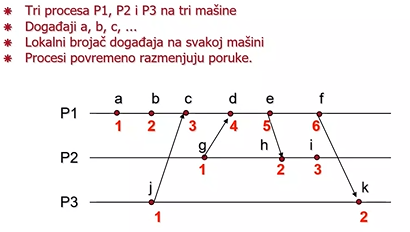 Tri procesa P1, P2 i P3 na tri mašine
Događaji a, b, c, ...
Lokalni brojač događaja na svakoj mašini
Procesi povremeno razmenjuju poruke.
a b c d e f
P1
1 2 3 4 5 6
g h i
P2
1 2 3
j k
P3
1 2